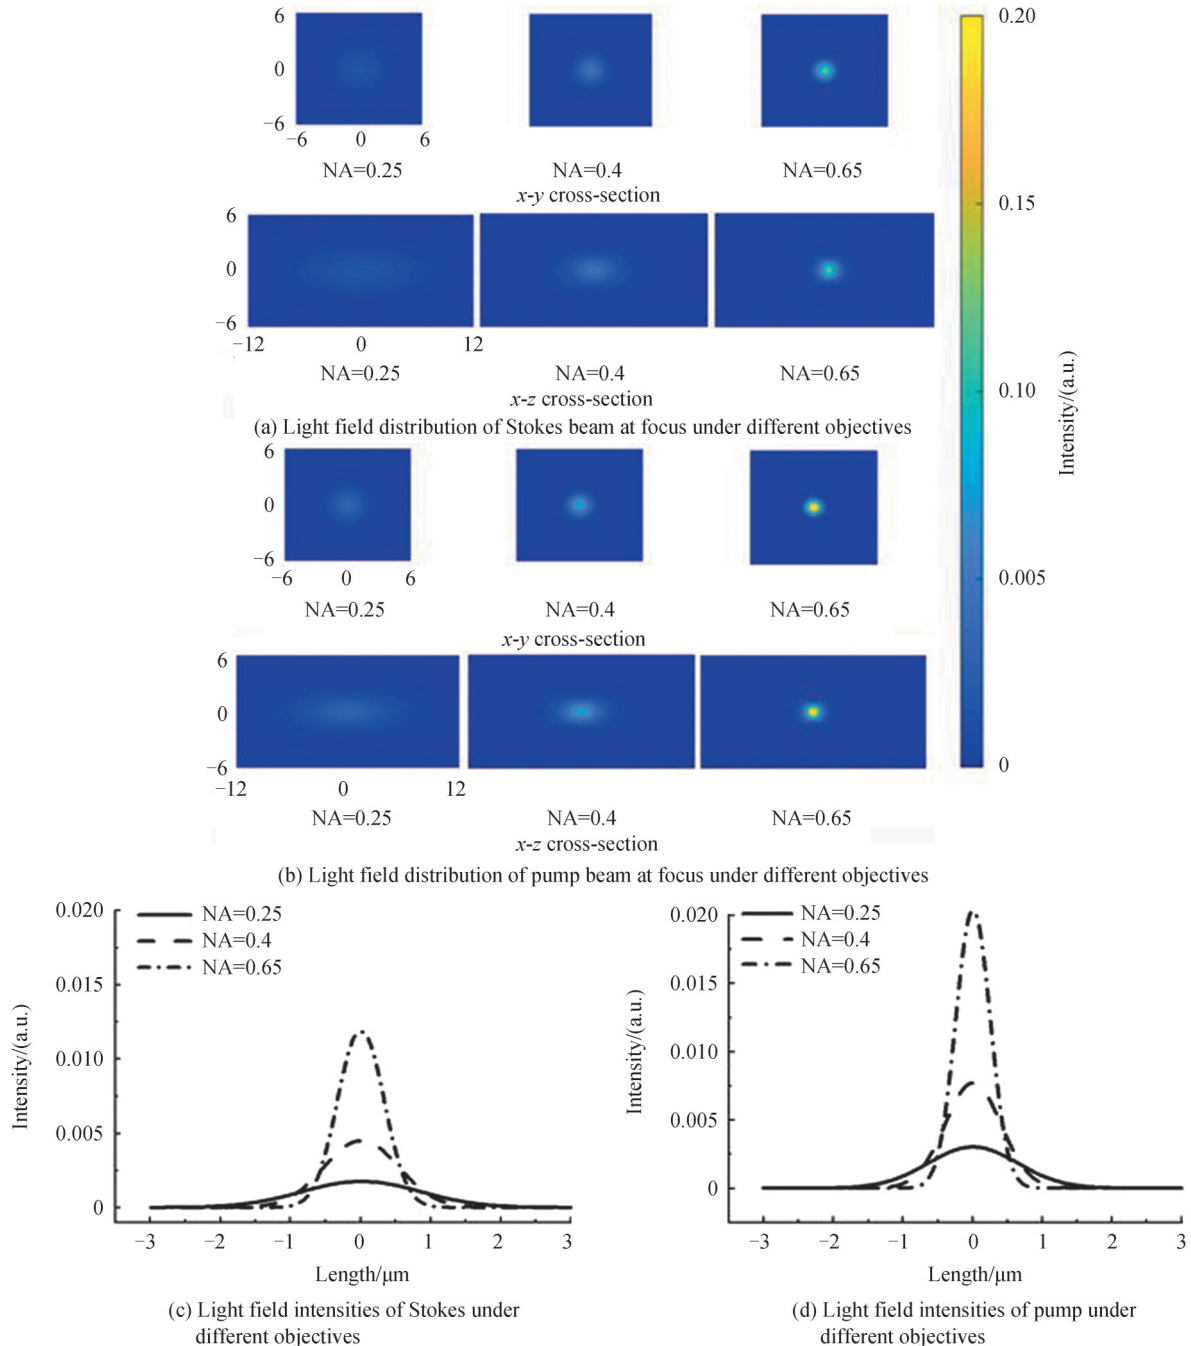 6
0
−6
−6 0 6
NA=0.25 NA=0.4 NA=0.65
x-y cross-section
6
0
−6
−12 0 12
NA=0.25 NA=0.4 NA=0.65
x-z cross-section
(a) Light field distribution of Stokes beam at focus under different objectives
6
0
−6
−6 0 6
NA=0.25 NA=0.4 NA=0.65
x-y cross-section
6
0
−6
−12 0 12
NA=0.25 NA=0.4 NA=0.65
x-z cross-section
(b) Light field distribution of pump beam at focus under different objectives
0.20
0.15
0.10
0.005
0
Intensity/(a.u.)
0.020
0.015
0.010
0.005
0
Intensity/(a.u.)
NA=0.25
NA=0.4
NA=0.65
−3 −2 −1 0 1 2 3
Length/μm
(c) Light field intensities of Stokes under
different objectives
0.020
0.015
0.010
0.005
0
Intensity/(a.u.)
NA=0.25
NA=0.4
NA=0.65
−3 −2 −1 0 1 2 3
Length/μm
(d) Light field intensities of pump under
different objectives